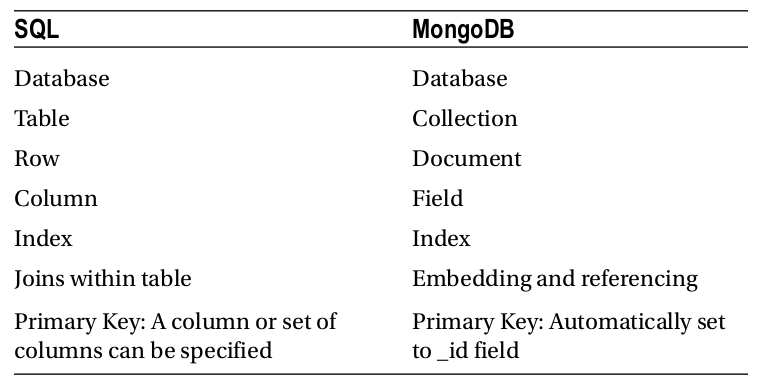 SQL MongoDB
Database Database
Table Collection
Row Document
Column Field
Index Index
Joins within table Embedding and referencing
Primary Key: A column or set of Primary Key: Automatically set
columns can be specified to _id field